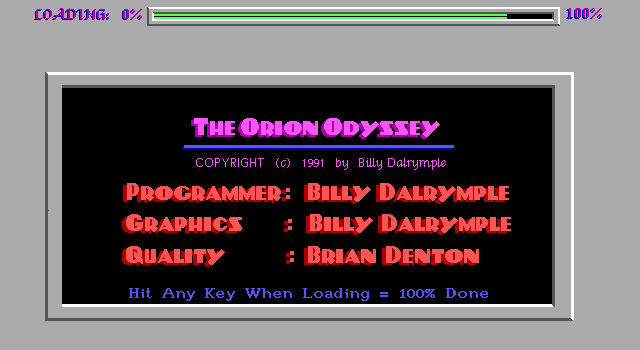 LOADING: 0% 100%
THE ORION ODYSSEY
COPYRIGHT (c) 1991 by Billy Dalrymple
PROGRAMMER: BILLY DALRYMPLE
GRAPHICS : BILLY DALRYMPLE
QUALITY : BRIAN DENTON
Hit Any Key When Loading = 100% Done